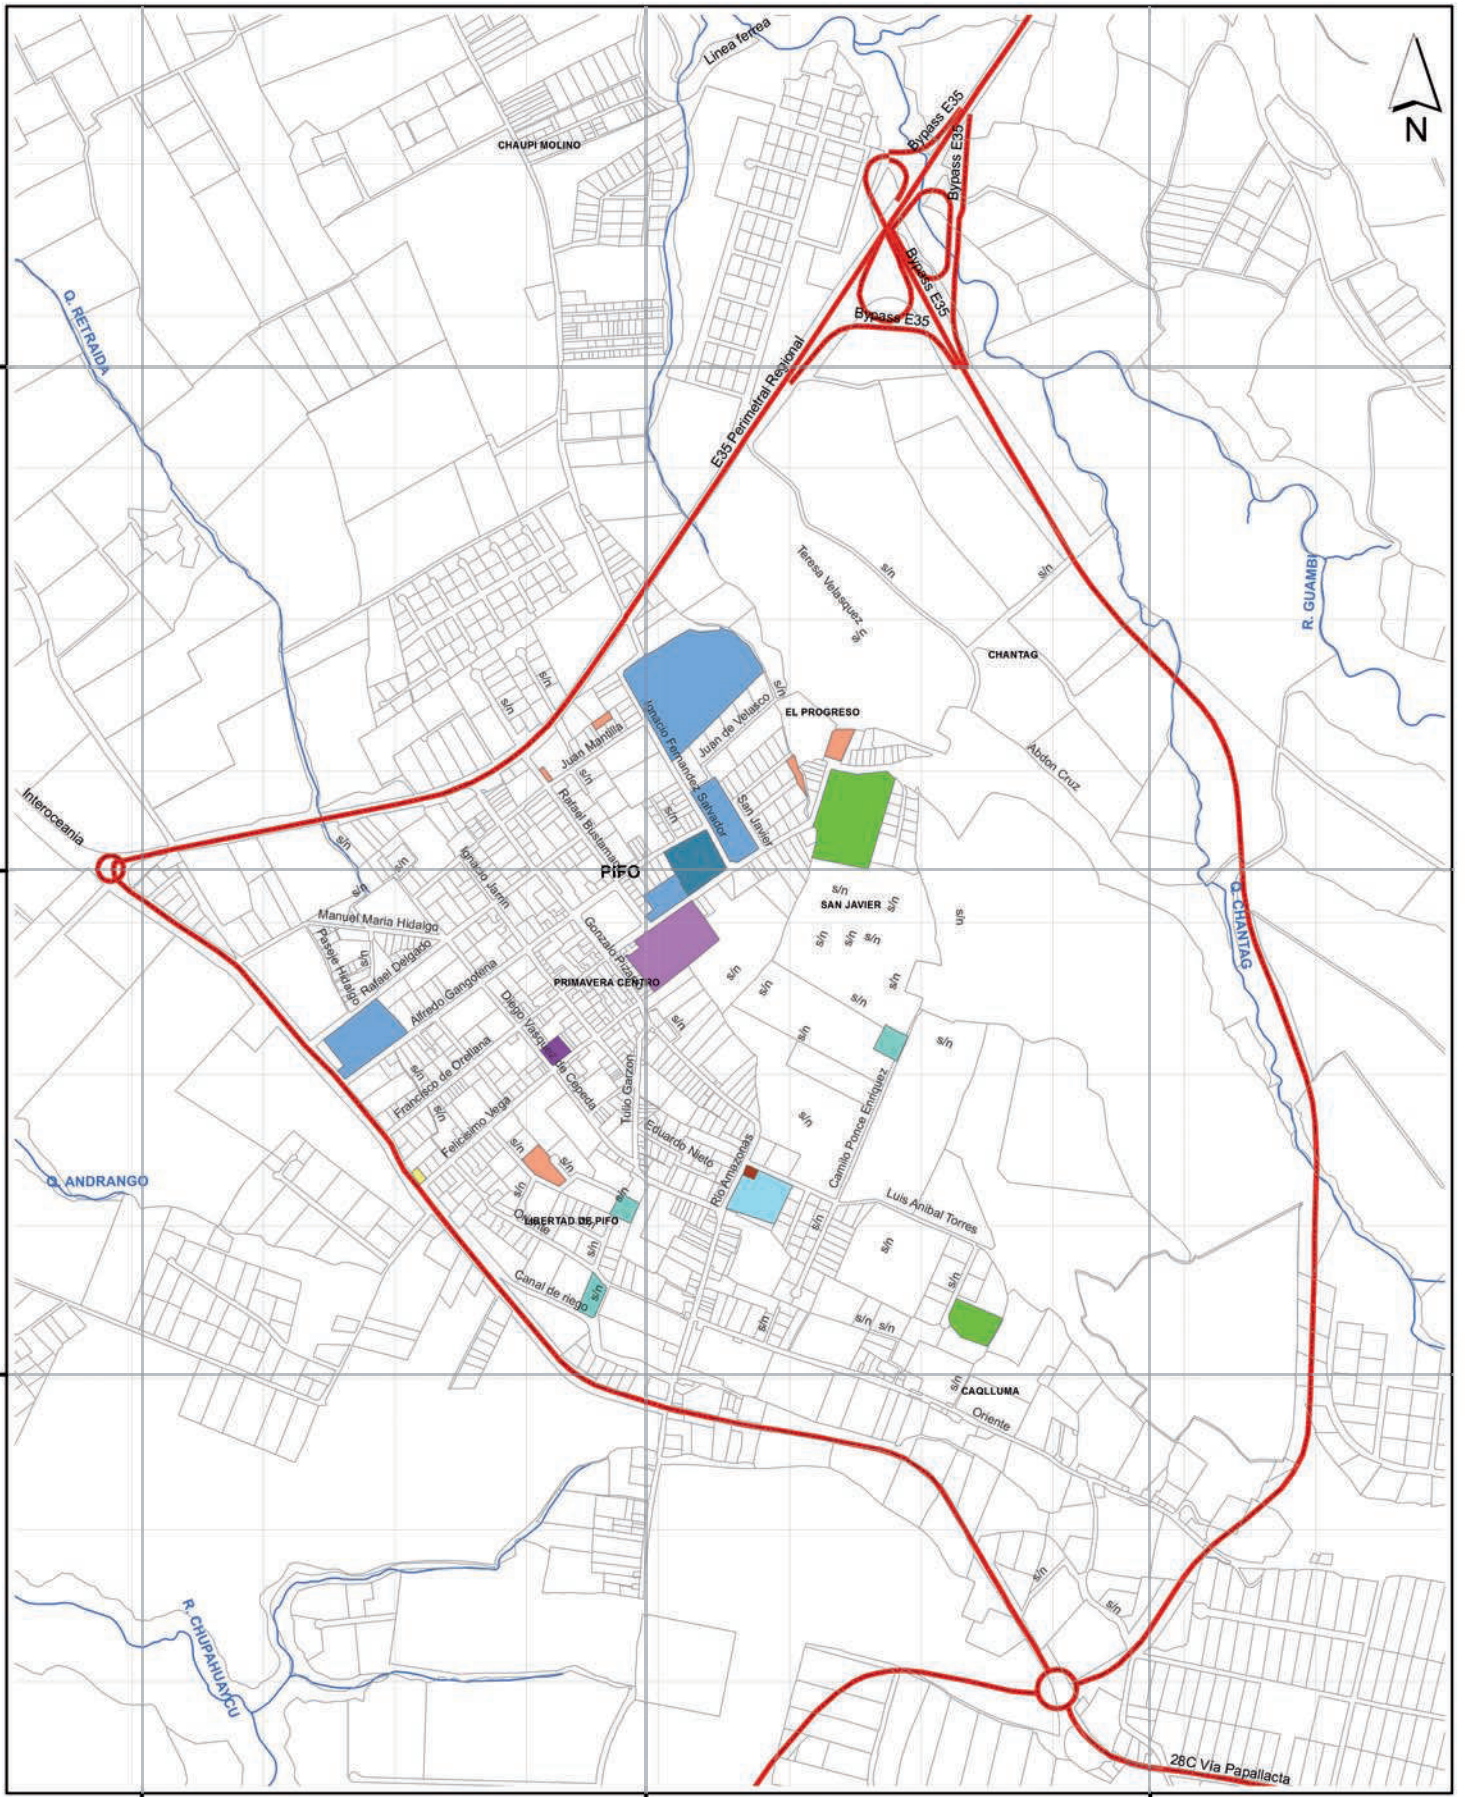 Linea ferrea
N
Bypass E35
CHAUPI MOLINO
Bypass E35
Bypass E35
Q. RETRAIDA
Bypass E35
E35 Perimetral Regional
Teresa Velasquez
s/n
s/n
s/n
R. GUAMBI
CHANTAG
s/n
s/n
s/n
EL PROGRESO
Ignacio Fernandez Salvador
Juan de Velasco
Juan Mantilla
s/n
Abdon Cruz
Interoceania
Rafael Bustamante
s/n
San Javier
s/n
s/n
s/n
Ignacio Jarrin
PIFO
s/n
SAN JAVIER
s/n
s/n
Q. CHANTAG
Manuel Maria Hidalgo
Gonzalo Pizarro
s/n
s/n
s/n
Paseje Hidalgo
s/n
Rafael Delgado
Alfredo Gangotena
PRIMAVERA CENTRO
s/n
s/n
s/n
s/n
Diego Vasquez de Cepeda
s/n
s/n
s/n
Francisco de Orellana
s/n
s/n
Tulio Garzon
Camilo Ponce Enriquez
Felicisimo Vega
s/n
Eduardo Nieto
s/n
s/n
Rio Amazonas
Q. ANDRANGO
s/n
s/n
Luis Anibal Torres
Oriente
LIBERTAD DE PIFO
s/n
s/n
s/n
s/n
Canal de riego
s/n
s/n
s/n
s/n
s/n
CAQLLUMA
Oriente
s/n
s/n
R. CHUPAHUAYCU
28C Via Papallacta